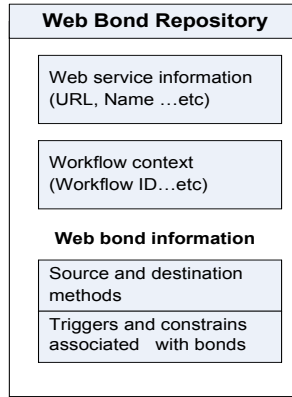 Web Bond Repository
Web service information
(URL, Name ...etc)
Workflow context
(Workflow ID...etc)
Web bond information
Source and destination
methods
Triggers and constrains
associated with bonds